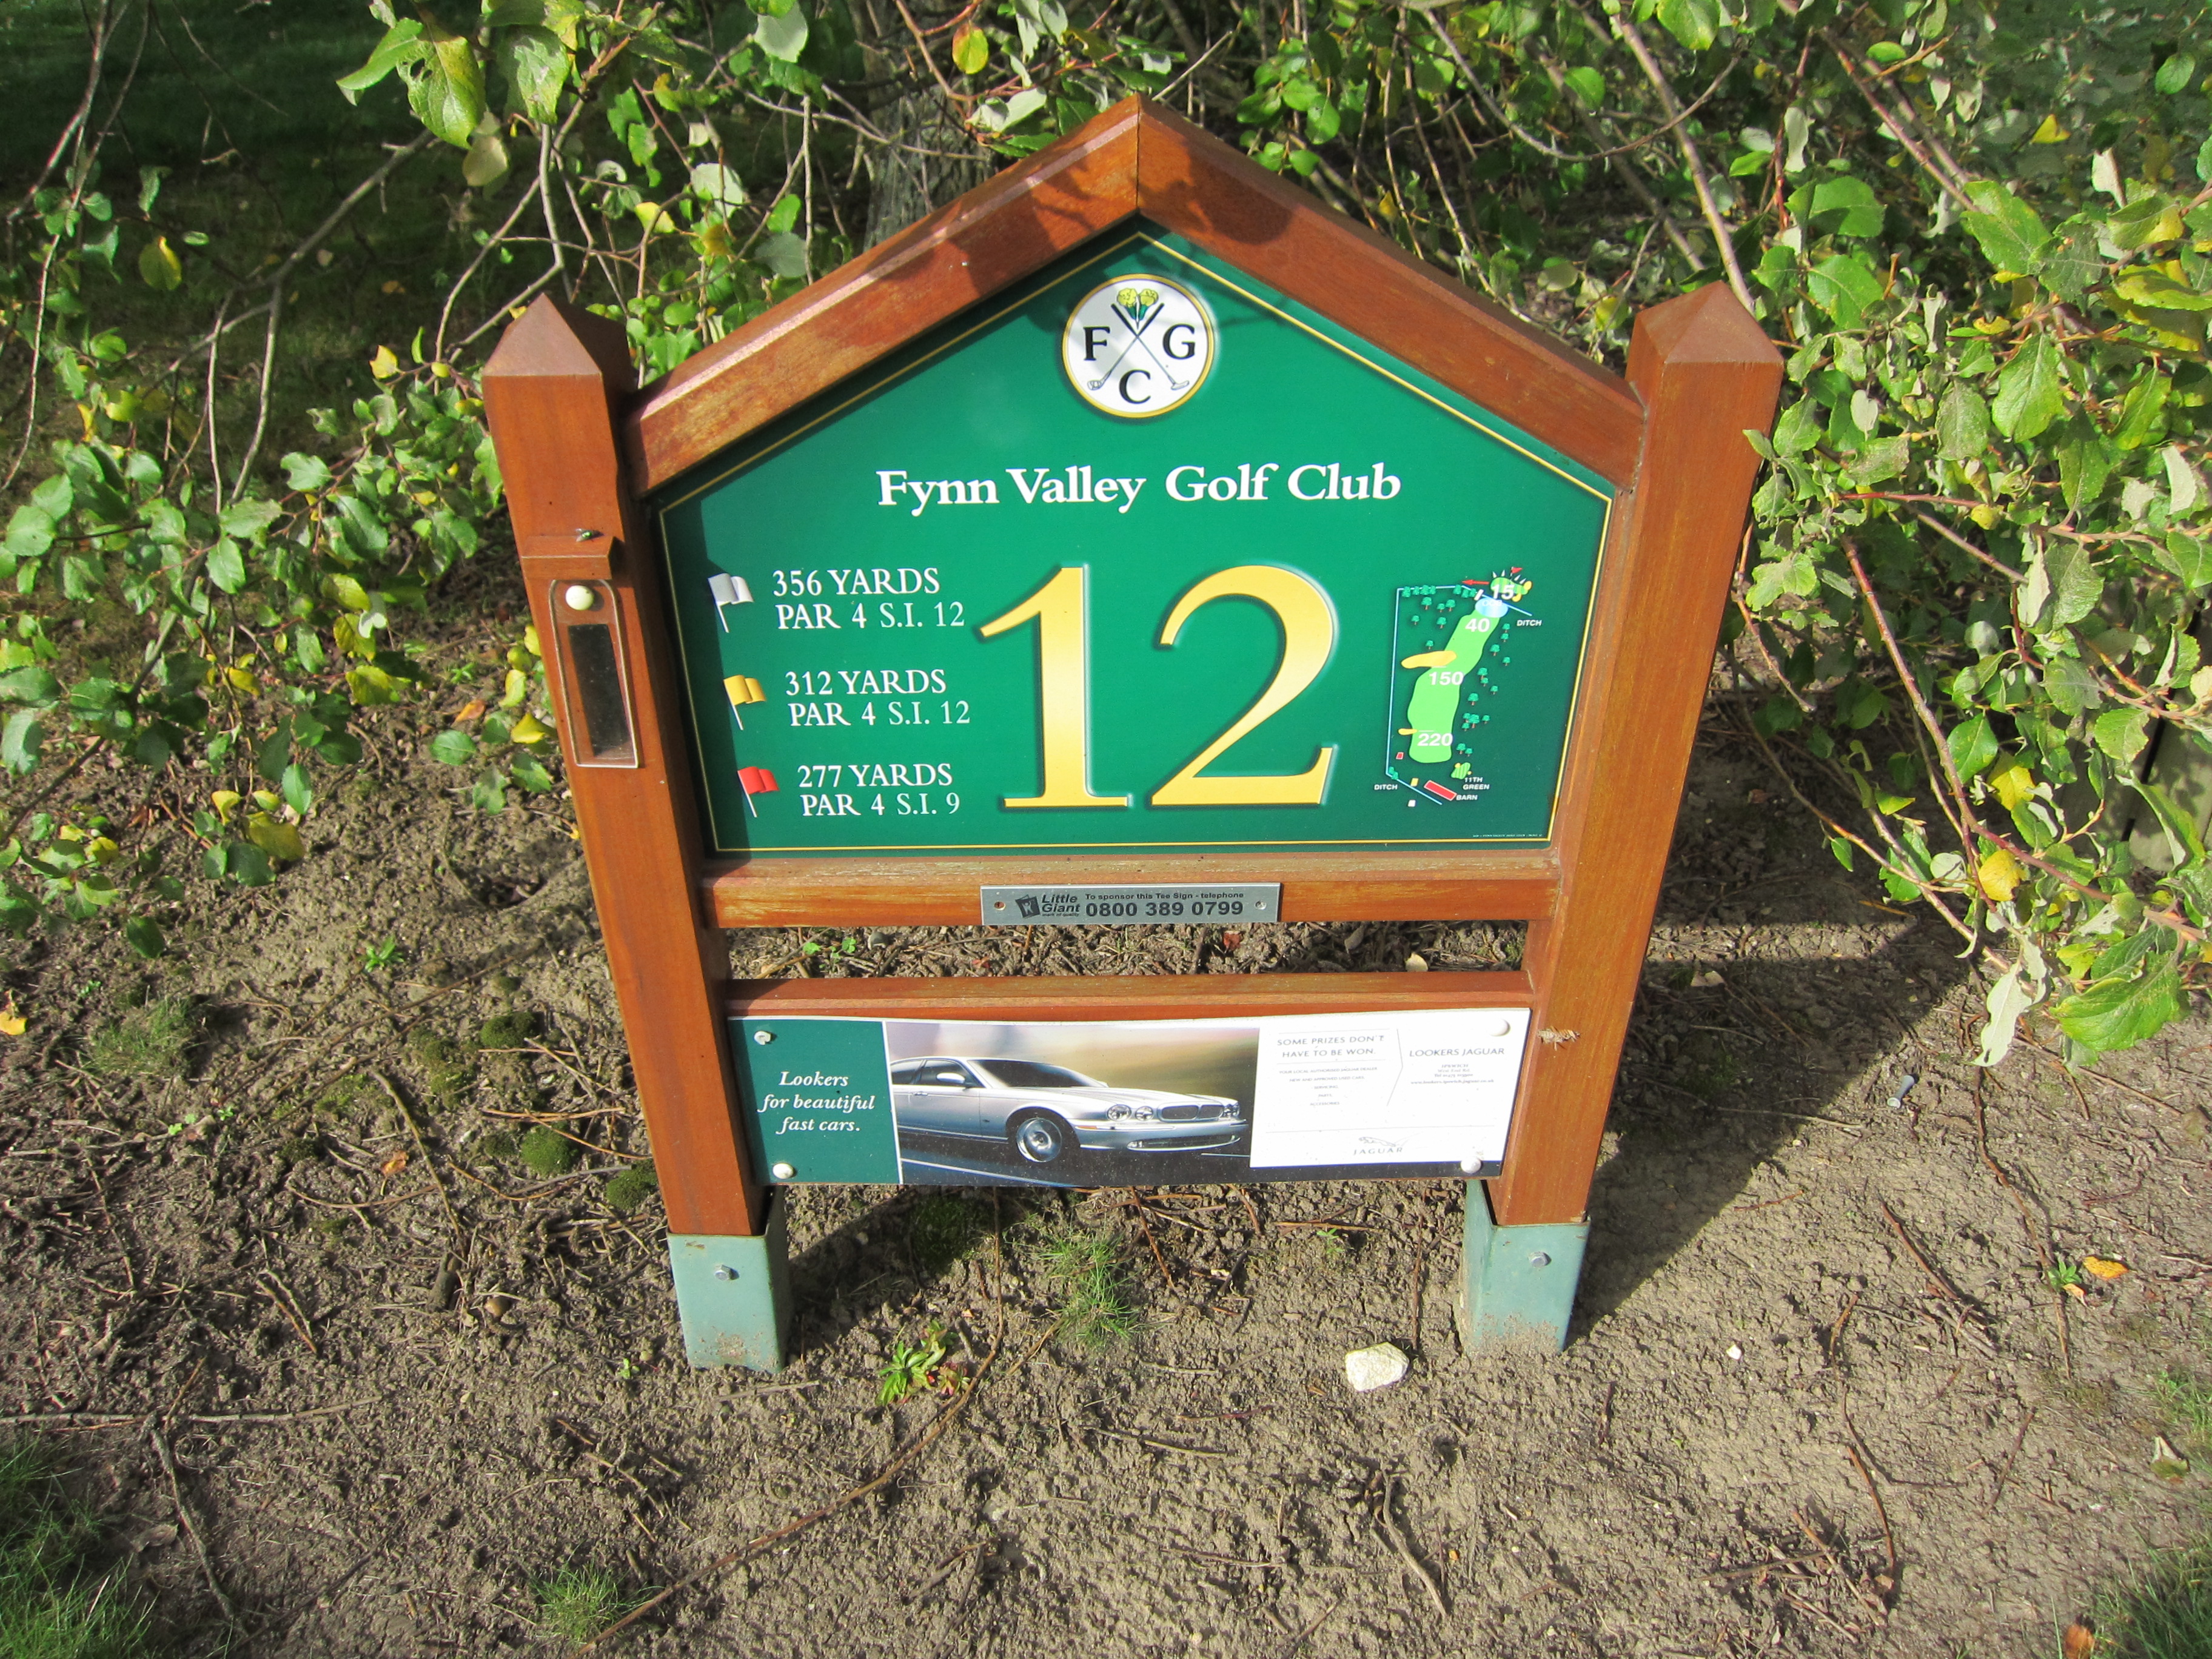 F G
C
Fynn Valley Golf Club
356 YARDS
PAR 4 S.I. 12
312 YARDS
PAR 4 S.I. 12
277 YARDS
PAR 4 S.I. 9
12
15
40
DITCH
150
220
11TH
GREEN
DITCH
BARN
Little
Giant
To sponsor this Tee Sign - telephone
0800 389 0799
Lookers
for beautiful
fast cars.
SOME PRIZES DON'T
HAVE TO BE WON.
LOOKERS JAGUAR
JAGUAR